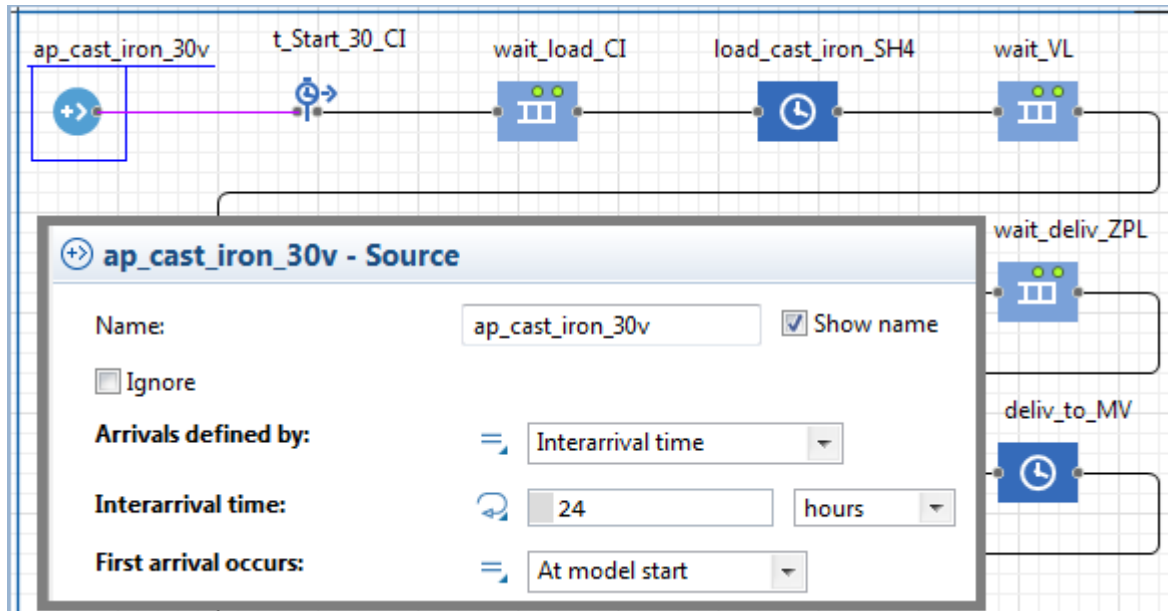 ap_cast_iron_30v
t_Start_30_CI
wait_load_CI
load_cast_iron_SH4
wait_VL
wait_deliv_ZPL
deliv_to_MV
ap_cast_iron_30v - Source
Name: ap_cast_iron_30v Show name
Ignore
Arrivals defined by: Interarrival time
Interarrival time: 24 hours
First arrival occurs: At model start